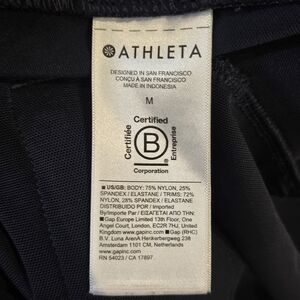 ATHLETA
DESIGNED IN SAN FRANCISCO
CONÇU A SAN FRANCISCO
MADE IN INDONESIA
M
Certified
Certifiée
B
Entreprise
Corporation
■ US/GB: BODY: 75% NYLON, 25%
SPANDEX / ELASTANE / TRIMS: 72%
NYLON, 28% SPANDEX / ELASTANE
DISTRIBUIDO POR / Imported
By/Importe Par / ΕΙΣΑΓΕΤΑΙ ΑΠΟ ΤΗΝ:
■ Gap Europe Limited 13th Floor, One
Angel Court, London, EC2R 7HJ, United
Kingdom www.gapinc.com ■ Gap (RHC)
B.V: Luna ArenA Herikerbergweg 238
Amsterdam 1101 CM, Netherlands
www.gapinc.com
RN 54023 / CA 17897